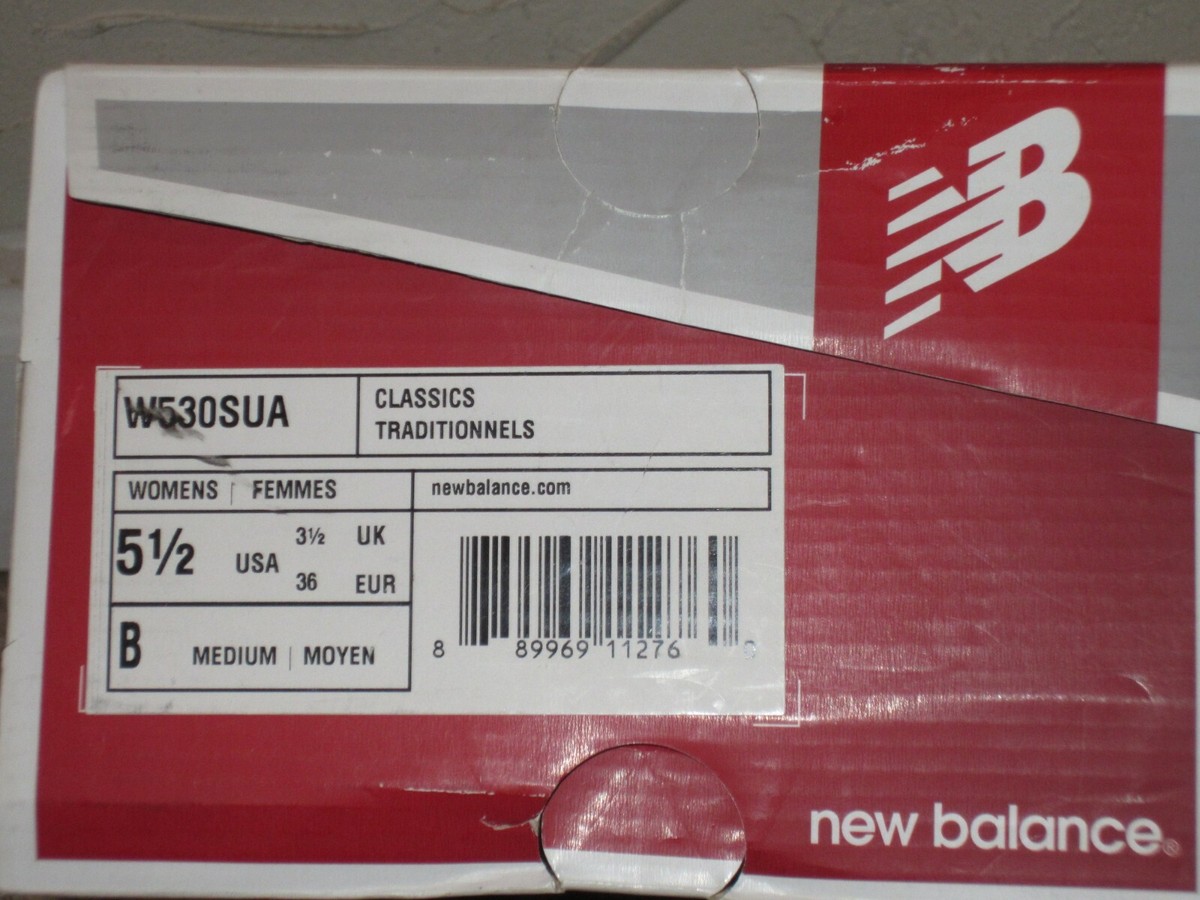 NB
W530SUA
CLASSICS
TRADITIONNELS
WOMENS | FEMMES
newbalance.com
5½ USA 3½ UK
36 EUR
B MEDIUM | MOYEN
8 89969 11276
new balance®